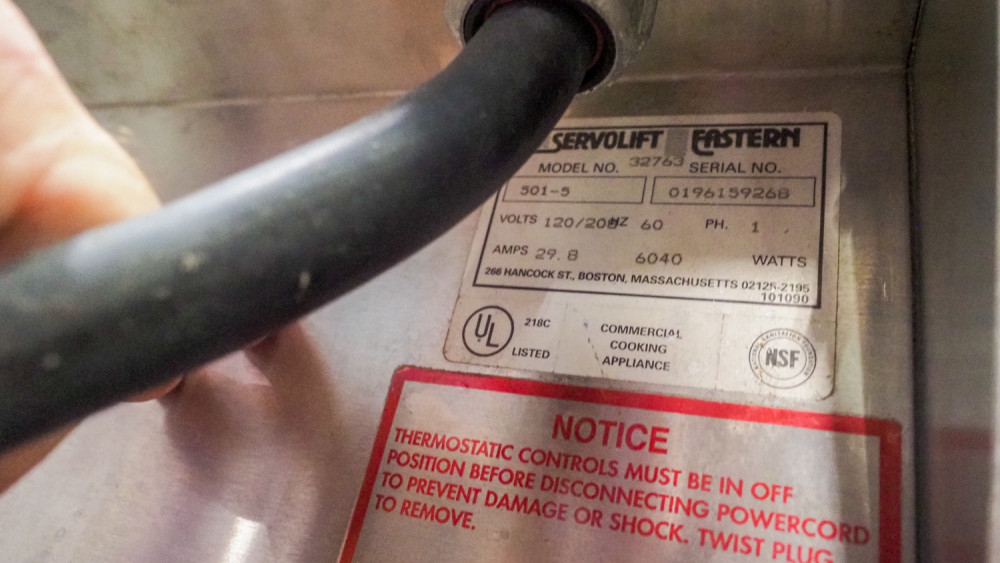 SERVOLIFT EASTERN
32763
MODEL NO. SERIAL NO.
501-5 0196159268
VOLTS 120/208 HZ 60 PH. 1
AMPS 29.8 6040 WATTS
266 HANCOCK ST., BOSTON, MASSACHUSETTS 02125-2195
101090
UL 218C LISTED
COMMERCIAL
COOKING
APPLIANCE
NSF
NOTICE
THERMOSTATIC CONTROLS MUST BE IN OFF
POSITION BEFORE DISCONNECTING POWERCORD
TO PREVENT DAMAGE OR SHOCK. TWIST PLUG
TO REMOVE.